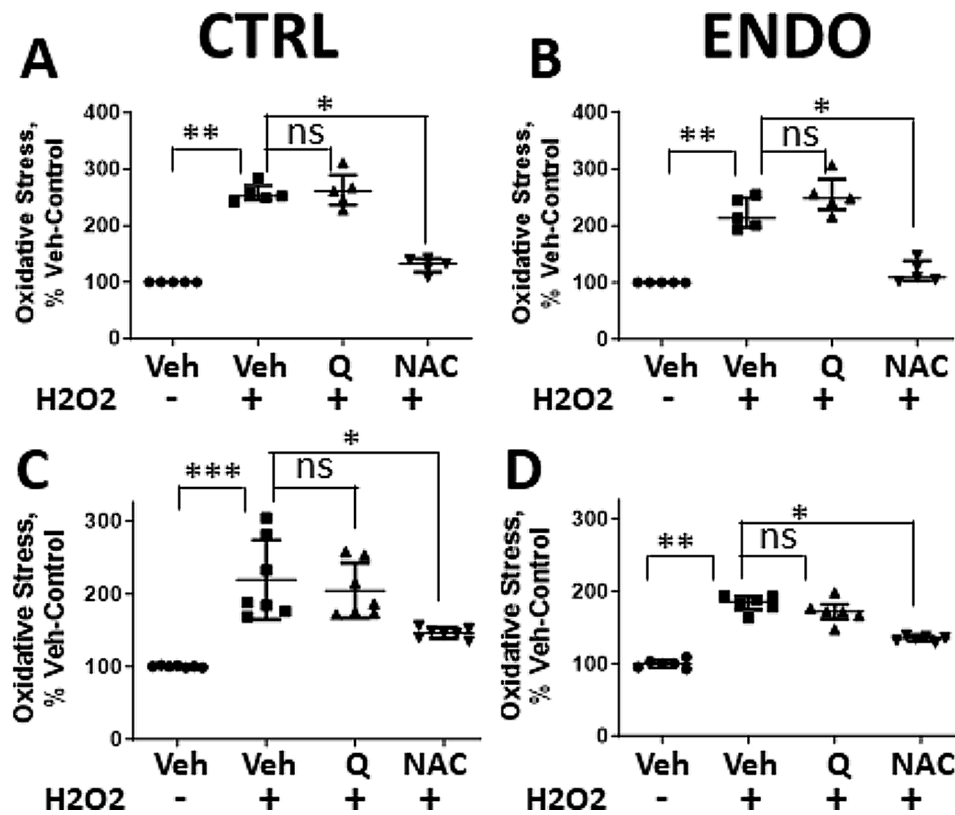 CTRL ENDO
A
Oxidative Stress,
% Veh-Control
400
300
200
100
0
** ns *
Veh Veh Q NAC
H2O2 - + + +
B
Oxidative Stress,
% Veh-Control
400
300
200
100
0
** ns *
Veh Veh Q NAC
H2O2 - + + +
C
Oxidative Stress,
% Veh-Control
300
200
100
0
*** ns *
Veh Veh Q NAC
H2O2 - + + +
D
Oxidative Stress,
% Veh-Control
300
200
100
0
** ns *
Veh Veh Q NAC
H2O2 - + + +